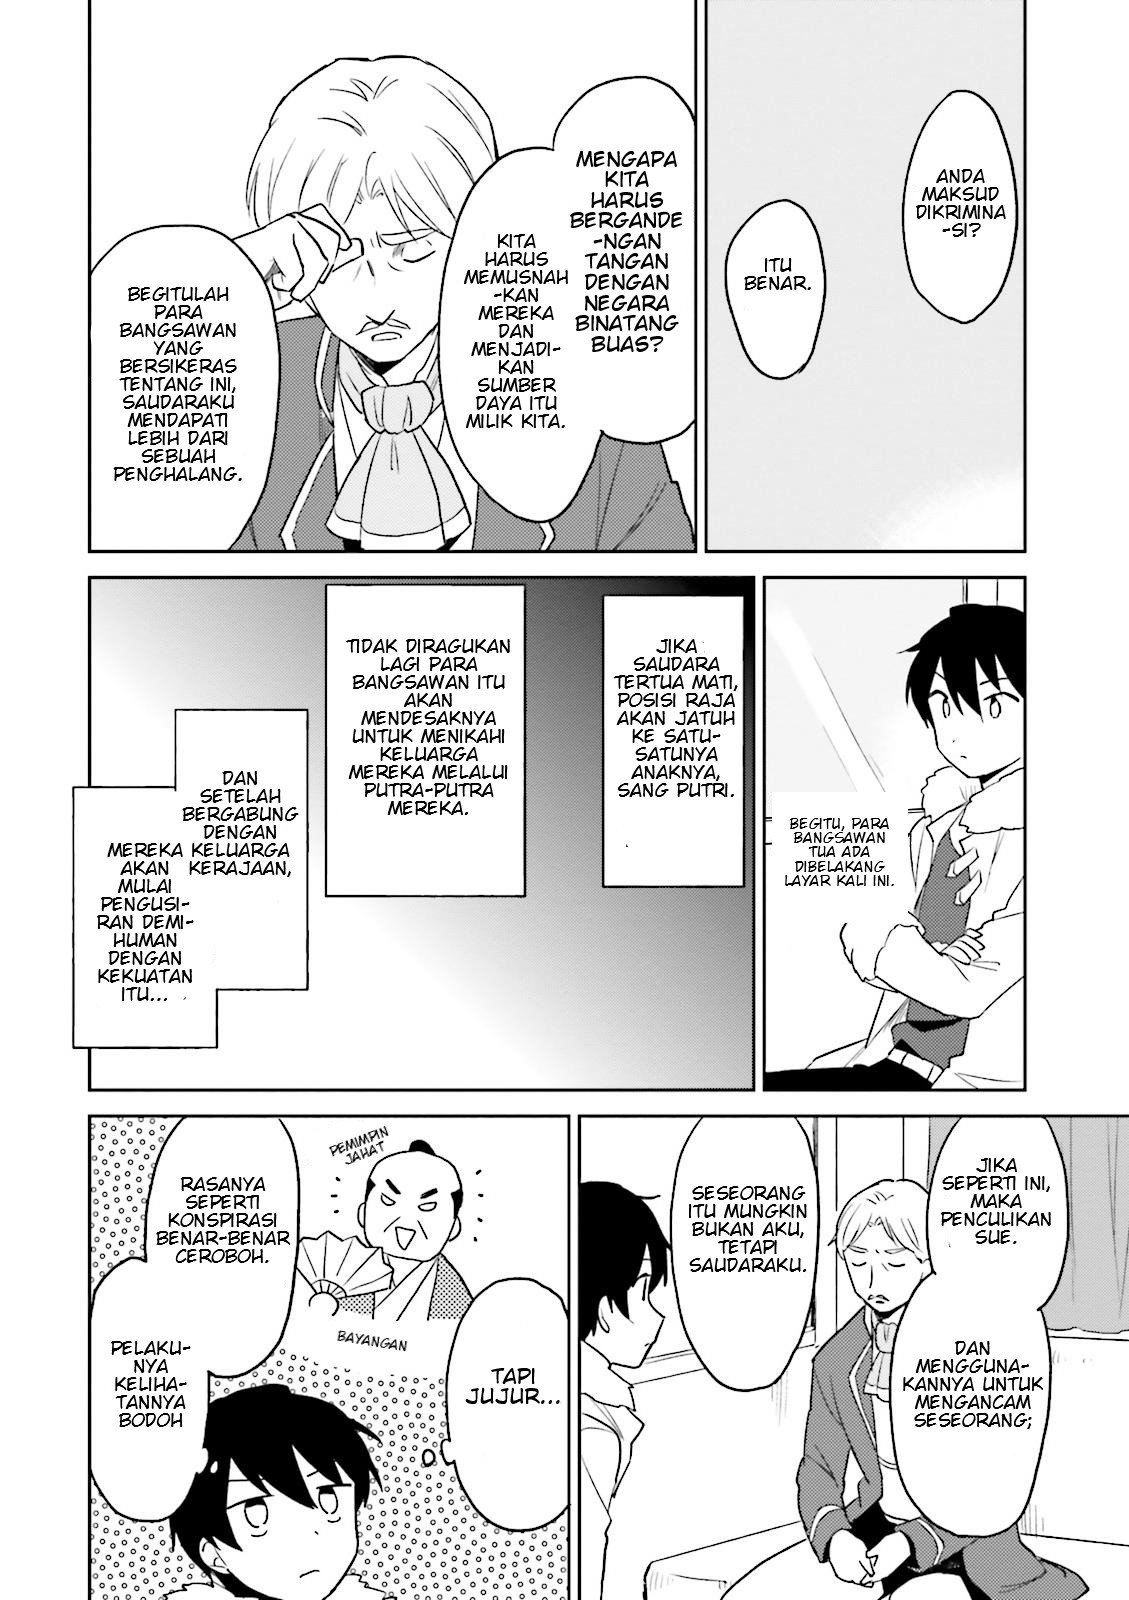 ANDA
MAKSUD
DIKRIMINA
-SI?
ITU
BENAR.
MENGAPA
KITA
HARUS
BERGANDE
-NGAN
TANGAN
DENGAN
NEGARA
BINATANG
BUAS?
KITA
HARUS
MEMUSNAH
-KAN
MEREKA
DAN
MENJADI-
KAN
SUMBER
DAYA ITU
MILIK KITA.
BEGITULAH
PARA
BANGSAWAN
YANG
BERSIKERAS
TENTANG INI,
SAUDARAKU
MENDAPATI
LEBIH DARI
SEBUAH
PENGHALANG.
BEGITU, PARA
BANGSAWAN
TUA ADA
DIBELAKANG
LAYAR KALI INI.
JIKA
SAUDARA
TERTUA MATI,
POSISI RAJA
AKAN JATUH
KE SATU-
SATUNYA
ANAKNYA,
SANG PUTRI.
TIDAK DIRAGUKAN
LAGI PARA
BANGSAWAN ITU
AKAN
MENDESAKNYA
UNTUK MENIKAHI
KELUARGA
MEREKA MELALUI
PUTRA-PUTRA
MEREKA.
DAN
SETELAH
BERGABUNG
DENGAN
KELUARGA
KERAJAAN,
MEREKA
AKAN
MULAI
PENGUSI-
RAN DEMI-
HUMAN
DENGAN
KEKUATAN
ITU...
JIKA
SEPERTI INI,
MAKA
PENCULIKAN
SUE.
DAN
MENGGUNA-
KANNYA UNTUK
MENGANCAM
SESEORANG;
SESEORANG
ITU MUNGKIN
BUKAN AKU,
TETAPI
SAUDARAKU.
TAPI
JUJUR...
PEMIMPIN
JAHAT
BAYANGAN
RASANYA
SEPERTI
KONSPIRASI
BENAR-BENAR
CEROBOH.
PELAKU-
NYA
KELIHA-
TANNYA
BODOH